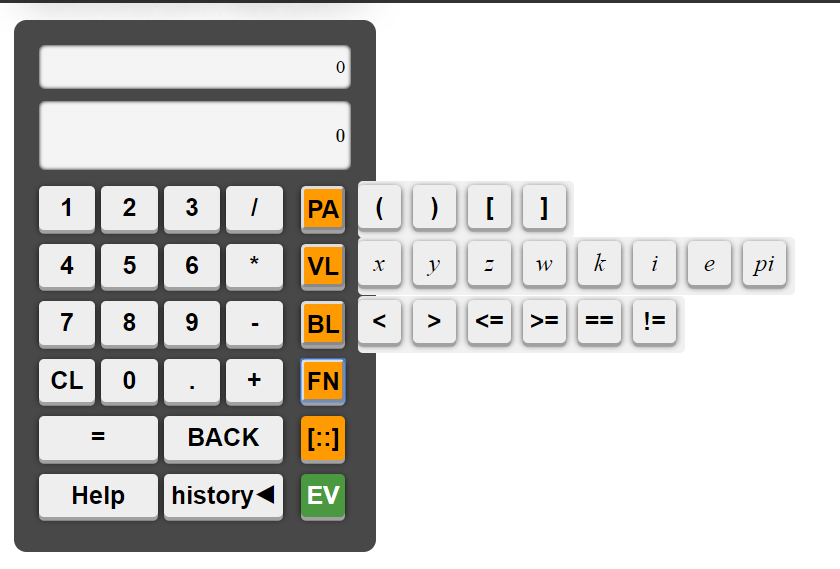 0
0
1 2 3 / PA ( ) [ ]
4 5 6 * VL x y z w k i e pi
7 8 9 - BL < > <= >= == !=
CL 0 . + FN
= BACK [::]
Help history◀ EV